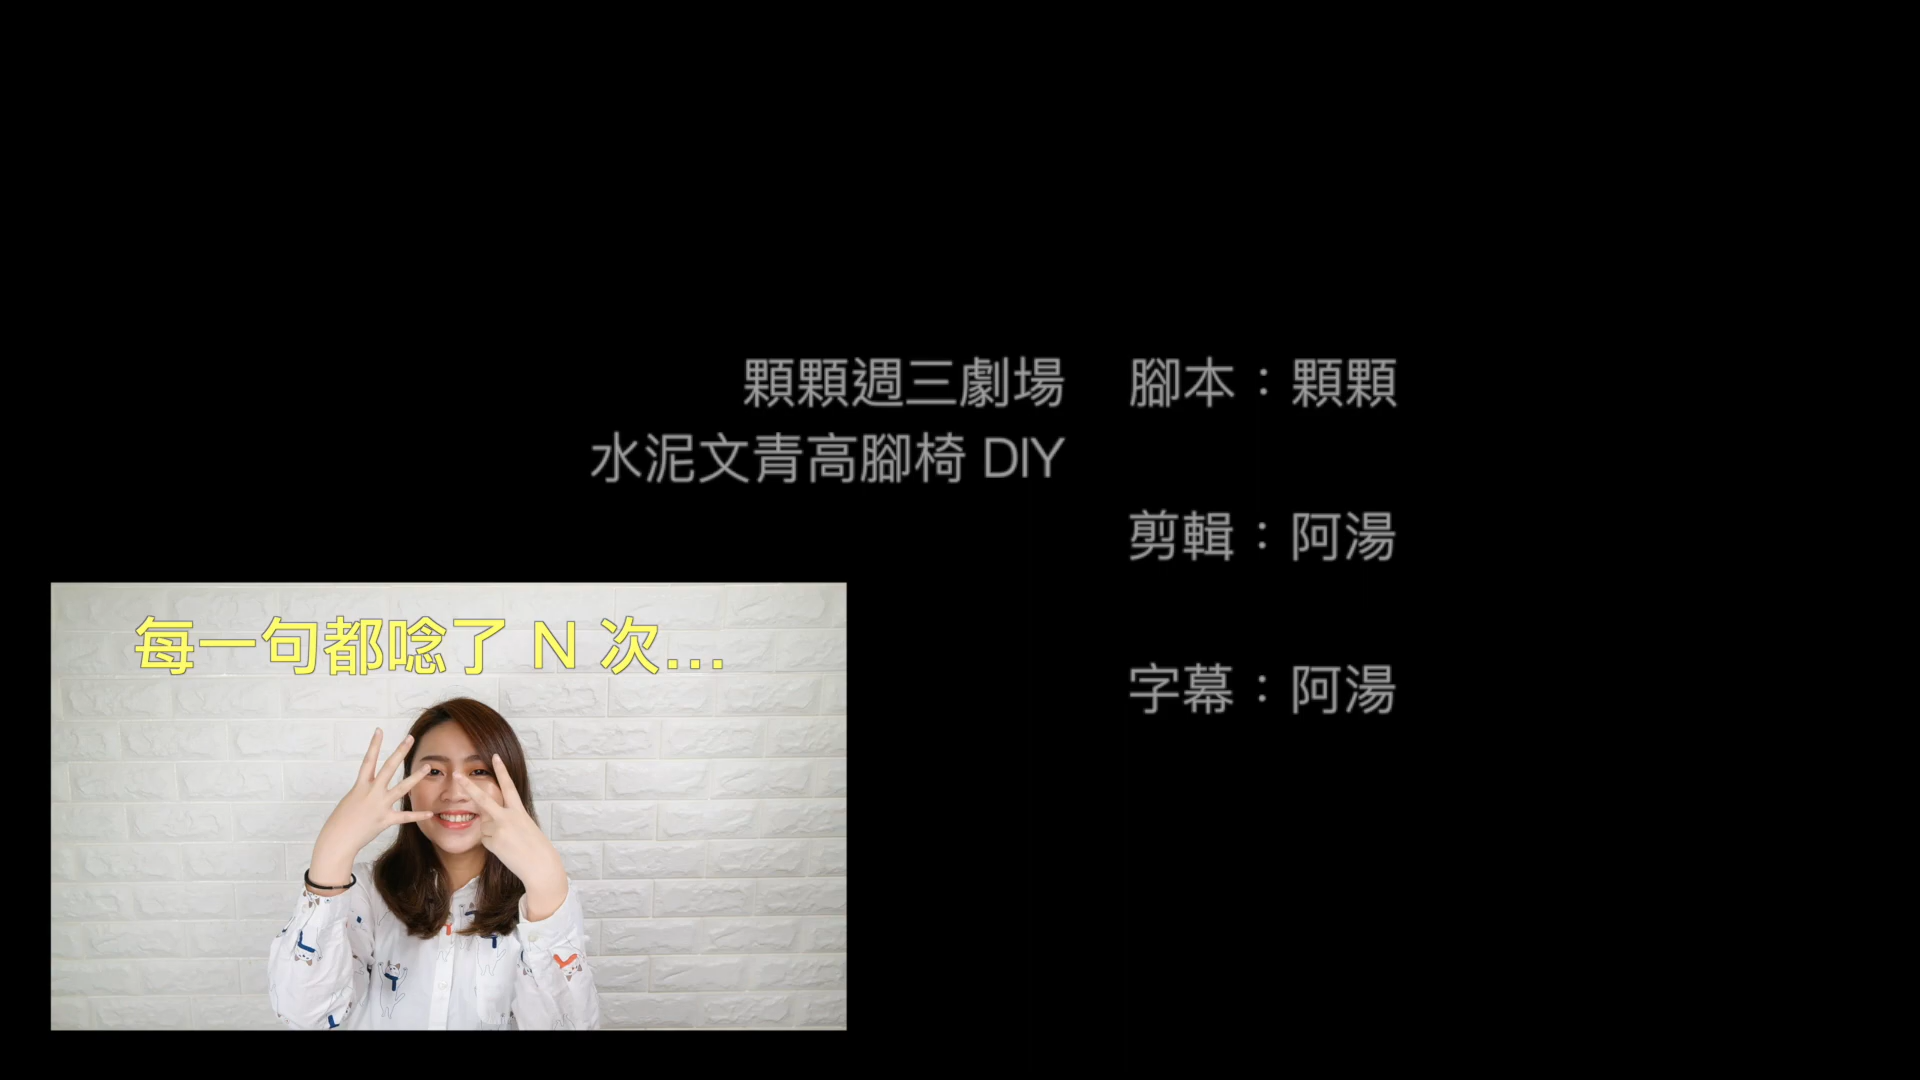 顆顆週三劇場
水泥文青高腳椅 DIY
腳本：顆顆
剪輯：阿湯
字幕：阿湯
每一句都唸了 N 次...